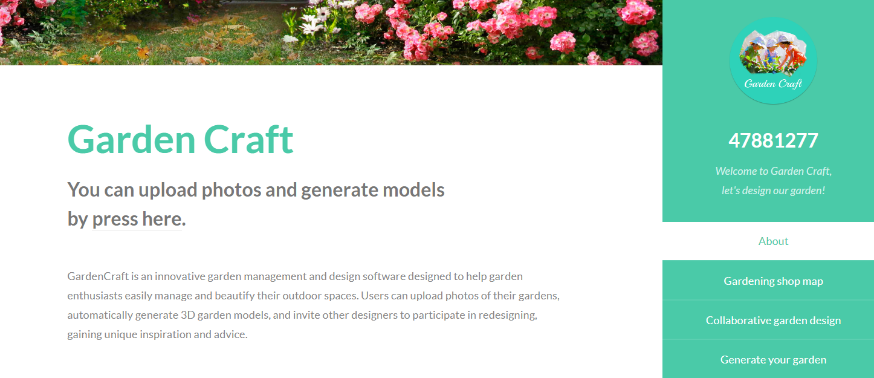 Garden Craft
You can upload photos and generate models
by press here.
GardenCraft is an innovative garden management and design software designed to help garden
enthusiasts easily manage and beautify their outdoor spaces. Users can upload photos of their gardens,
automatically generate 3D garden models, and invite other designers to participate in redesigning,
gaining unique inspiration and advice.
Garden Craft
47881277
Welcome to Garden Craft,
let's design our garden!
About
Gardening shop map
Collaborative garden design
Generate your garden